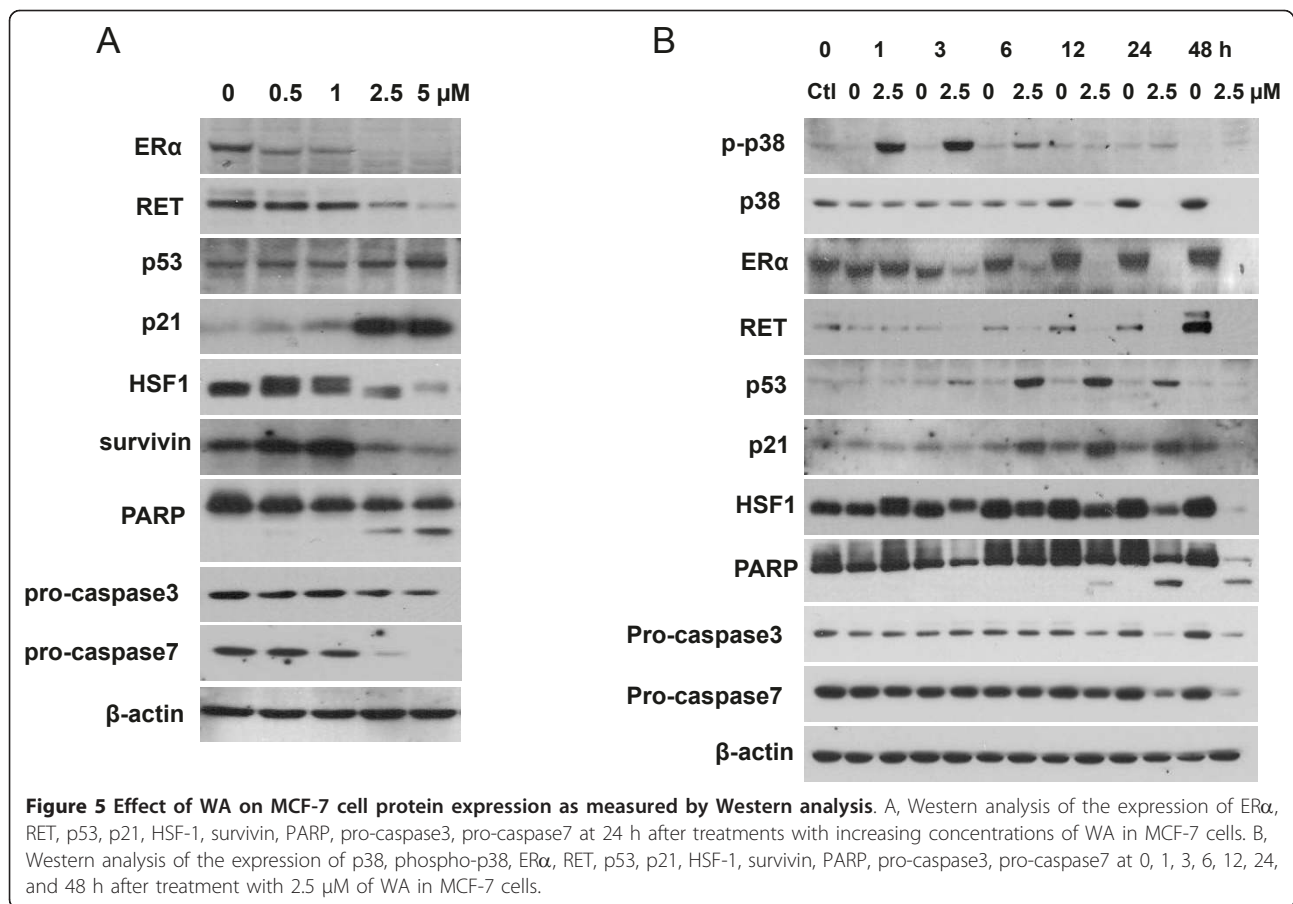 A
0 0.5 1 2.5 5 µM
ERα
RET
p53
p21
HSF1
survivin
PARP
pro-caspase3
pro-caspase7
β-actin
B
0 1 3 6 12 24 48 h
Ctl 0 2.5 0 2.5 0 2.5 0 2.5 0 2.5 0 2.5 µM
p-p38
p38
ERα
RET
p53
p21
HSF1
PARP
Pro-caspase3
Pro-caspase7
β-actin
Figure 5 Effect of WA on MCF-7 cell protein expression as measured by Western analysis. A, Western analysis of the expression of ERα,
RET, p53, p21, HSF-1, survivin, PARP, pro-caspase3, pro-caspase7 at 24 h after treatments with increasing concentrations of WA in MCF-7 cells. B,
Western analysis of the expression of p38, phospho-p38, ERα, RET, p53, p21, HSF-1, survivin, PARP, pro-caspase3, pro-caspase7 at 0, 1, 3, 6, 12, 24,
and 48 h after treatment with 2.5 µM of WA in MCF-7 cells.